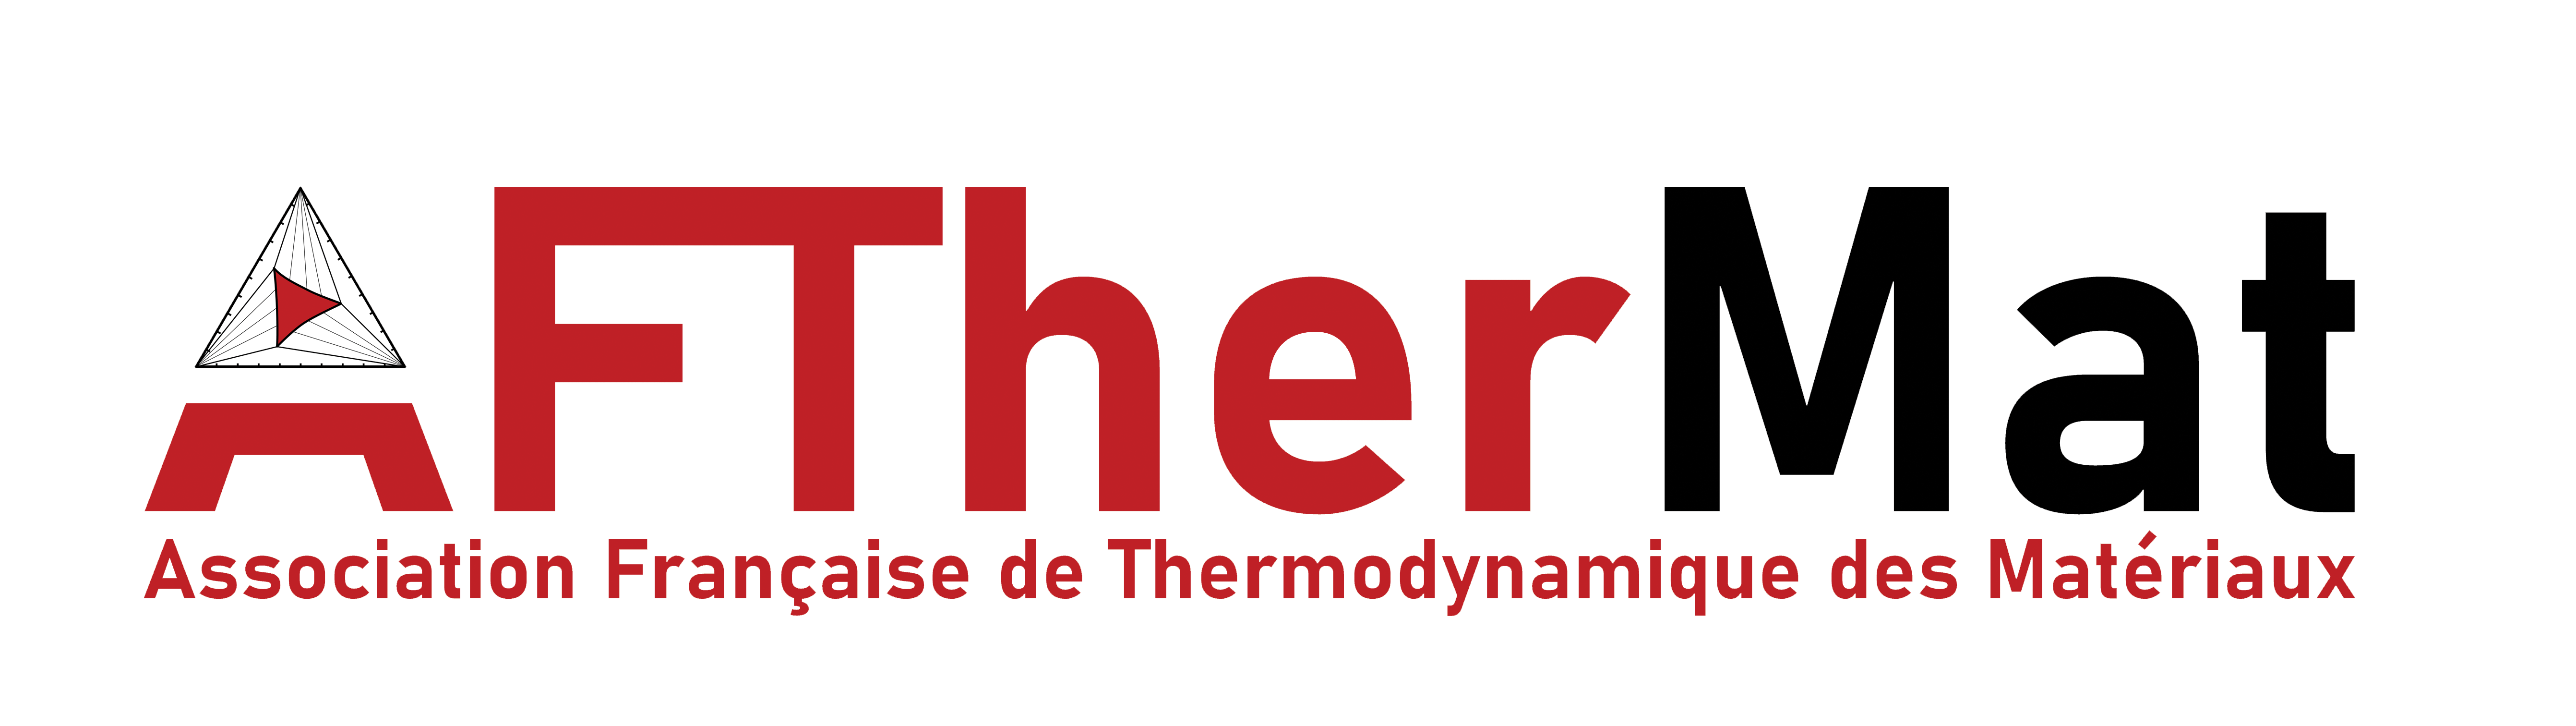 AFTherMat
Association Française de Thermodynamique des Matériaux